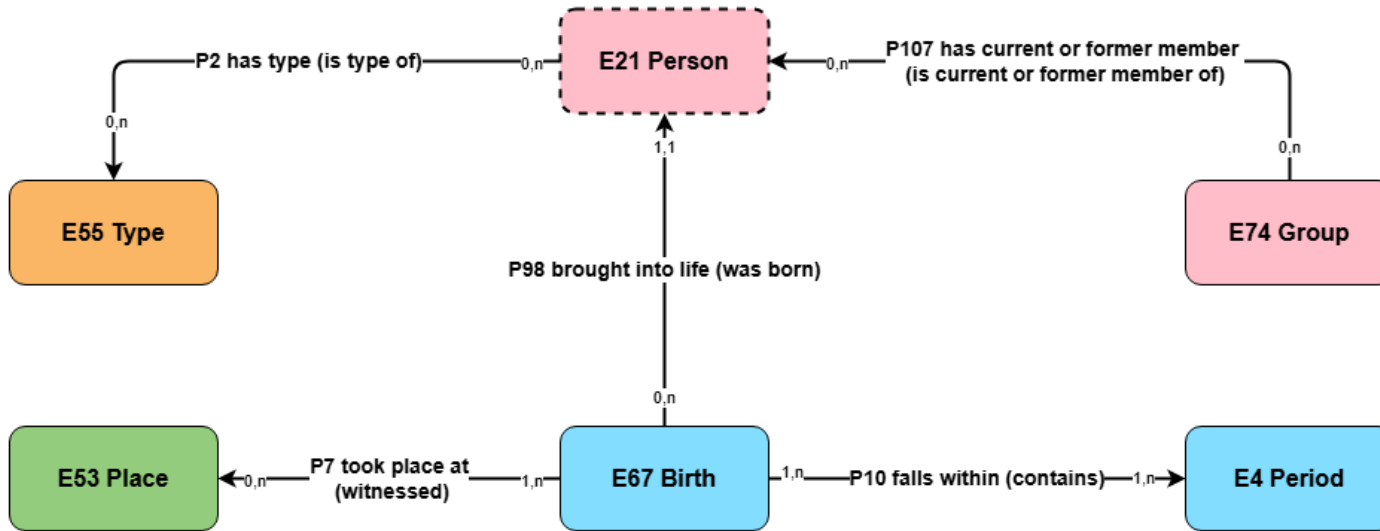 E21 Person
P2 has type (is type of)
0,n
0,n
P107 has current or former member
(is current or former member of)
0,n
0,n
1,1
0,n
E55 Type
E74 Group
P98 brought into life (was born)
0,n
E53 Place
0,n
P7 took place at
(witnessed)
1,n
E67 Birth
1,n
P10 falls within (contains)
1,n
E4 Period